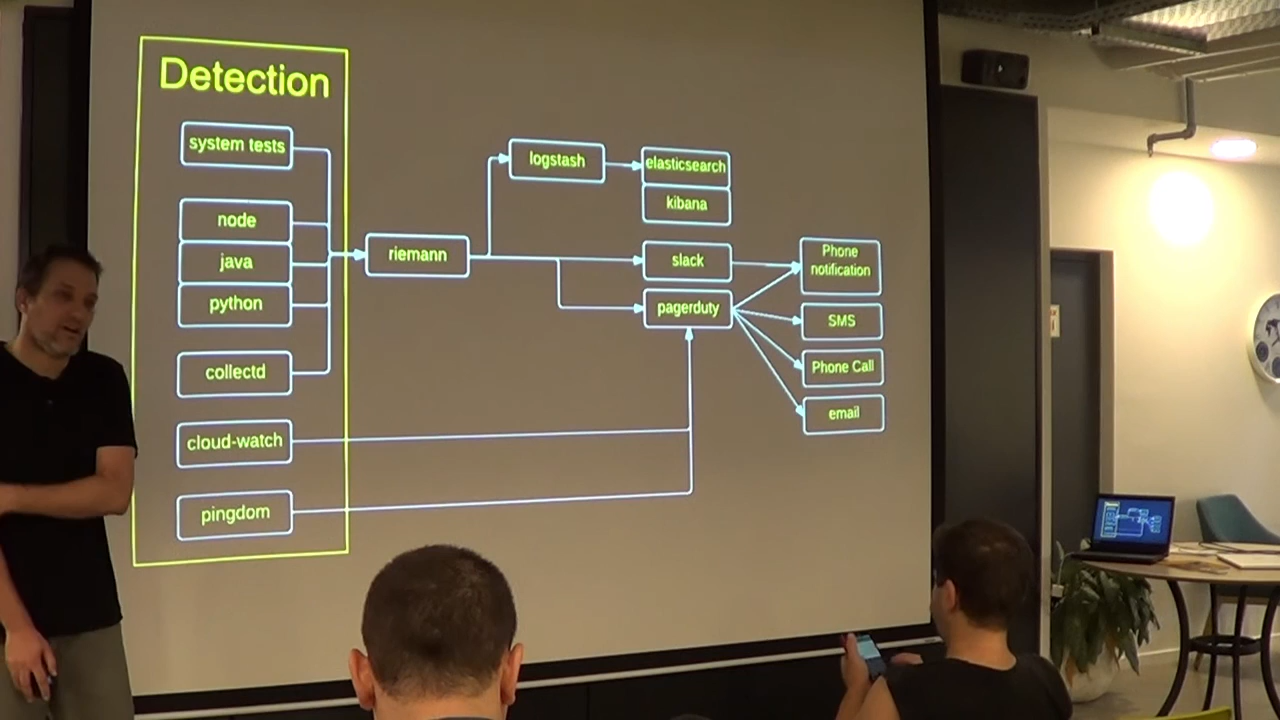 Detection
system tests
node
java
python
collectd
cloud-watch
pingdom
riemann
logstash
elasticsearch
kibana
slack
pagerduty
Phone
notification
SMS
Phone Call
email